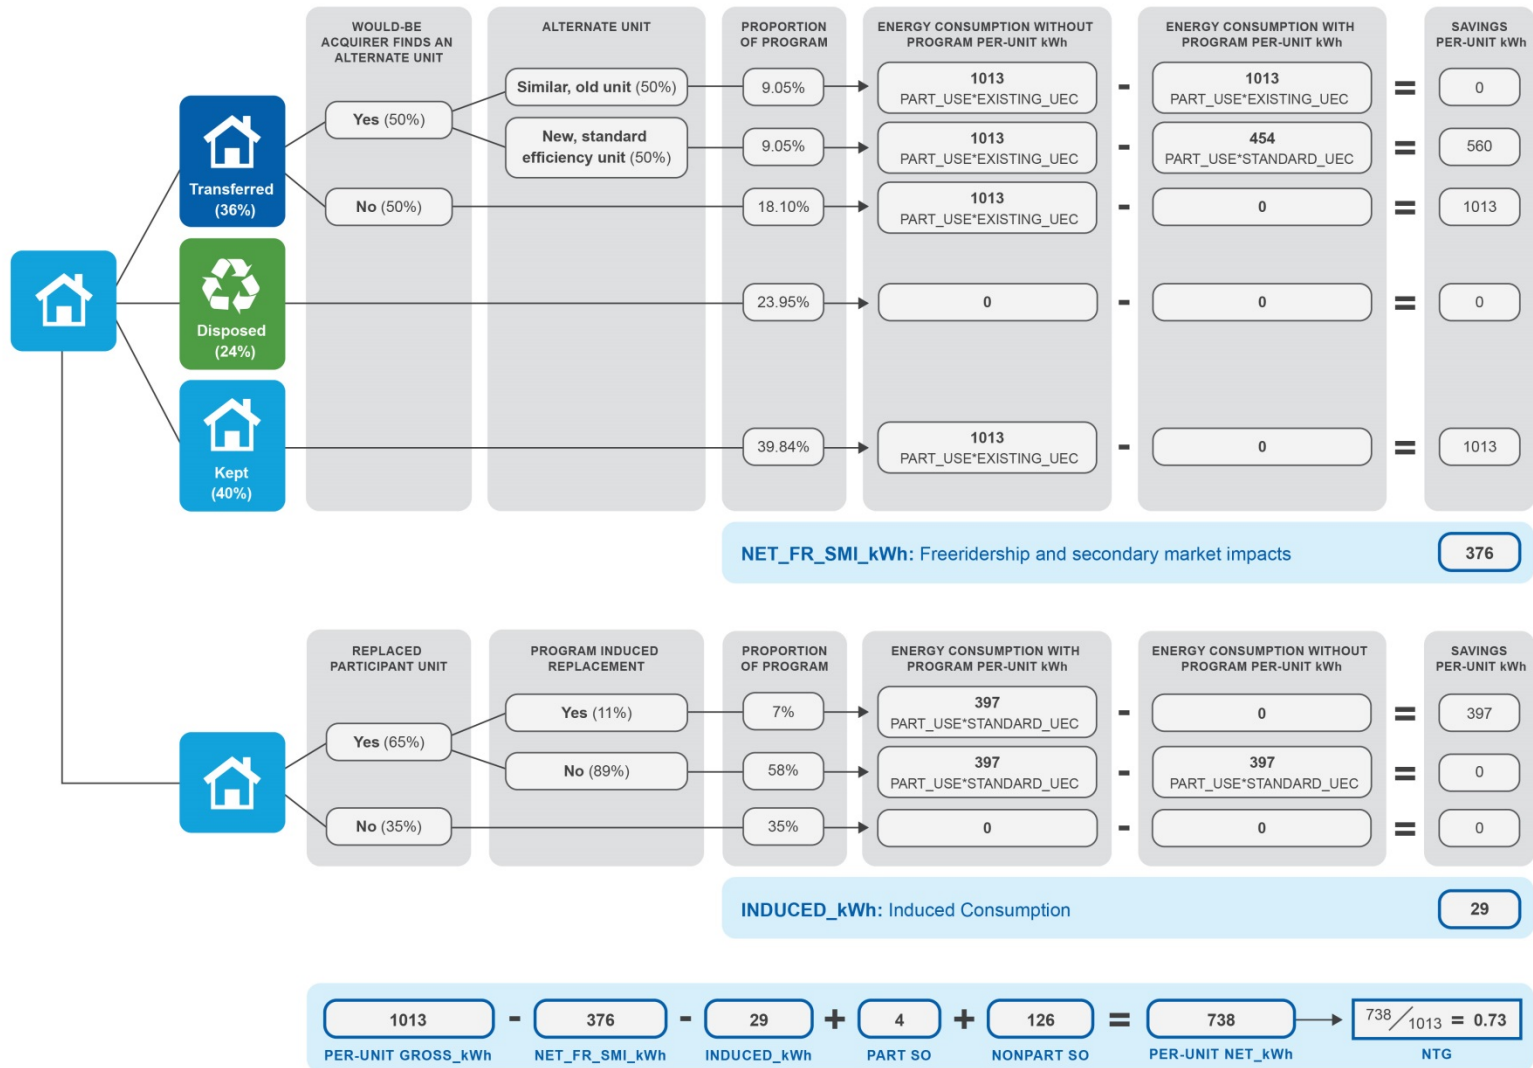 WOULD-BE
ACQUIRER FINDS AN
ALTERNATE UNIT
ALTERNATE UNIT
PROPORTION
OF PROGRAM
ENERGY CONSUMPTION WITHOUT
PROGRAM PER-UNIT kWh
ENERGY CONSUMPTION WITH
PROGRAM PER-UNIT kWh
SAVINGS
PER-UNIT kWh
Transferred
(36%)
Yes (50%)
Similar, old unit (50%)
9.05%
1013
PART_USE*EXISTING_UEC
-
1013
PART_USE*EXISTING_UEC
=
0
New, standard
efficiency unit (50%)
9.05%
1013
PART_USE*EXISTING_UEC
-
454
PART_USE*STANDARD_UEC
=
560
No (50%)
18.10%
1013
PART_USE*EXISTING_UEC
-
0
=
1013
Disposed
(24%)
23.95%
0
-
0
=
0
Kept
(40%)
39.84%
1013
PART_USE*EXISTING_UEC
-
0
=
1013
NET_FR_SMI_kWh: Freeridership and secondary market impacts
376
REPLACED
PARTICIPANT UNIT
PROGRAM INDUCED
REPLACEMENT
PROPORTION
OF PROGRAM
ENERGY CONSUMPTION WITH
PROGRAM PER-UNIT kWh
ENERGY CONSUMPTION WITHOUT
PROGRAM PER-UNIT kWh
SAVINGS
PER-UNIT kWh
Yes (65%)
Yes (11%)
7%
397
PART_USE*STANDARD_UEC
-
0
=
397
No (89%)
58%
397
PART_USE*STANDARD_UEC
-
397
PART_USE*STANDARD_UEC
=
0
No (35%)
35%
0
-
0
=
0
INDUCED_kWh: Induced Consumption
29
1013 - 376 - 29 + 4 + 126 = 738 738/1013 = 0.73
PER-UNIT GROSS_kWh NET_FR_SMI_kWh INDUCED_kWh PART SO NONPART SO PER-UNIT NET_kWh NTG